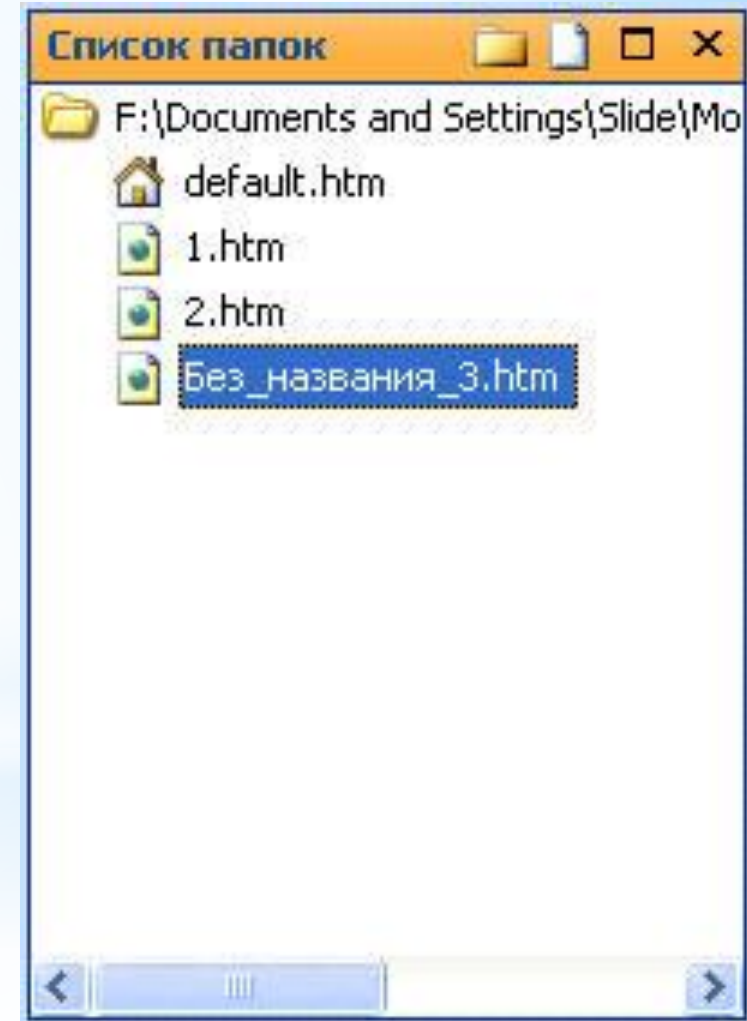 Список папок
F:\Documents and Settings\Slide\Mo
default.htm
1.htm
2.htm
Без_названия_3.htm